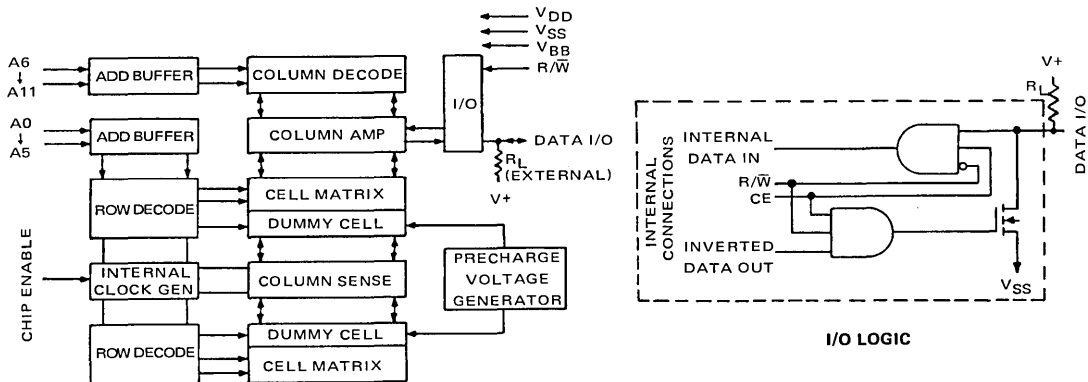 V_DD
V_SS
V_BB
R/W̅
A6
A11
ADD BUFFER
COLUMN DECODE
I/O
A0
A5
ADD BUFFER
COLUMN AMP
DATA I/O
R_L
(EXTERNAL)
V+
ROW DECODE
CELL MATRIX
DUMMY CELL
CHIP ENABLE
INTERNAL
CLOCK GEN
COLUMN SENSE
PRECHARGE
VOLTAGE
GENERATOR
ROW DECODE
DUMMY CELL
CELL MATRIX
V+
R_L
DATA I/O
INTERNAL
CONNECTIONS
INTERNAL
DATA IN
R/W̅
CE
INVERTED
DATA OUT
V_SS
I/O LOGIC